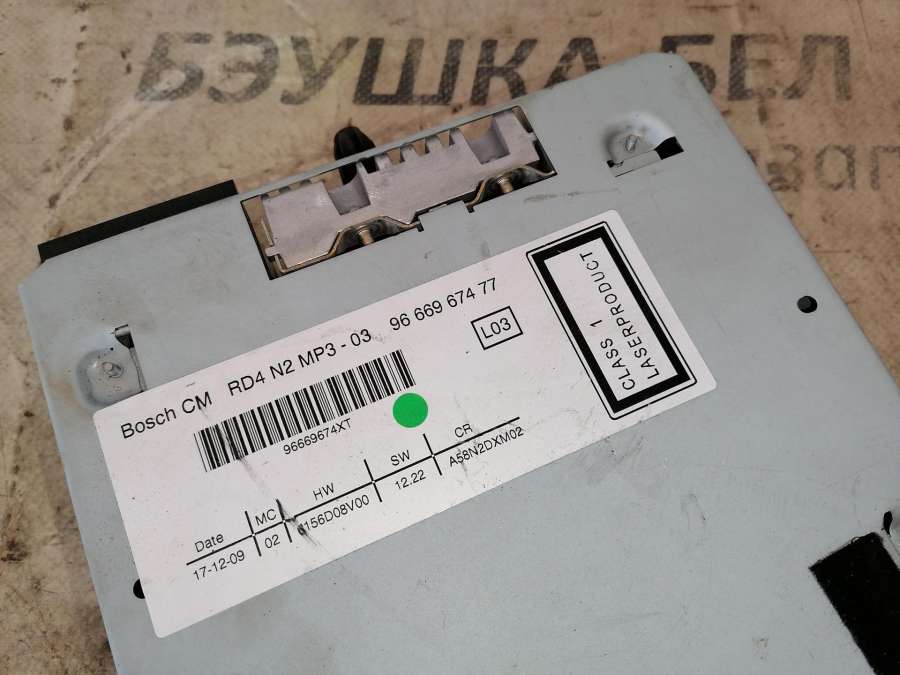 БЭУШКА.БЕЛ
Bosch CM RD4 N2 MP3 - 03 96 669 674 77
L03
96669674XT
CLASS 1
LASERPRODUCT
Date MC HW SW CR
17-12-09 02 156D08V00 12.22 A58N2DXM02